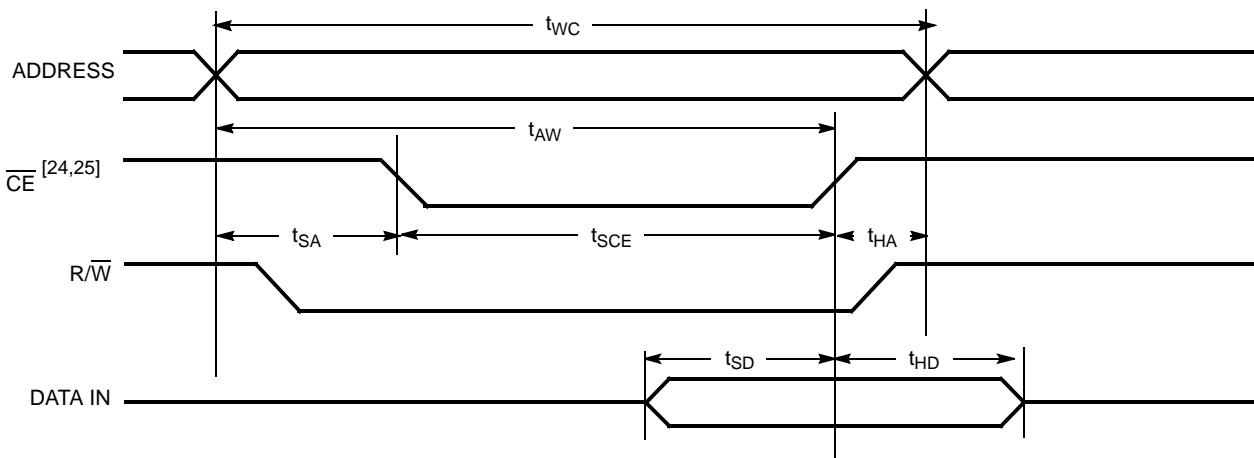 tWC
ADDRESS
tAW
CE [24,25]
tSA
tSCE
tHA
R/W
tSD
tHD
DATA IN